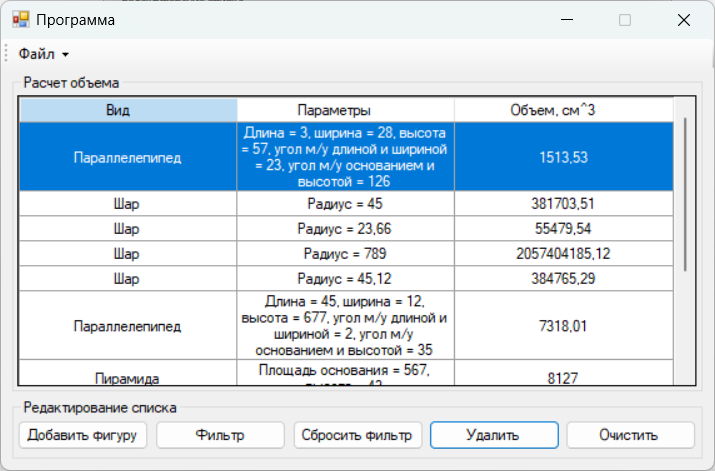 Программа
Файл
Расчет объема
Вид
Параметры
Объем, см^3
Параллелепипед
Длина = 3, ширина = 28, высота
= 57, угол м/у длиной и шириной
= 23, угол м/у основанием и
высотой = 126
1513,53
Шар
Радиус = 45
381703,51
Шар
Радиус = 23,66
55479,54
Шар
Радиус = 789
2057404185,12
Шар
Радиус = 45,12
384765,29
Параллелепипед
Длина = 45, ширина = 12,
высота = 677, угол м/у длиной и
шириной = 2, угол м/у
основанием и высотой = 35
7318,01
Пирамида
Площадь основания = 567,
высота = 43
8127
Редактирование списка
Добавить фигуру
Фильтр
Сбросить фильтр
Удалить
Очистить